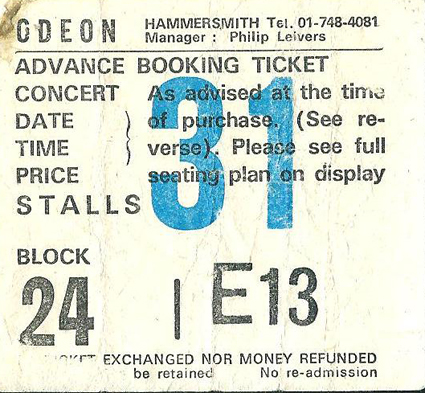 ODEON HAMMERSMITH Tel. 01-748-4081
Manager : Philip Leivers
ADVANCE BOOKING TICKET
31
CONCERT As advised at the time
DATE } of purchase. (See re-
TIME verse). Please see full
PRICE seating plan on display
STALLS
BLOCK
24 | E13
TICKET EXCHANGED NOR MONEY REFUNDED
be retained No re-admission